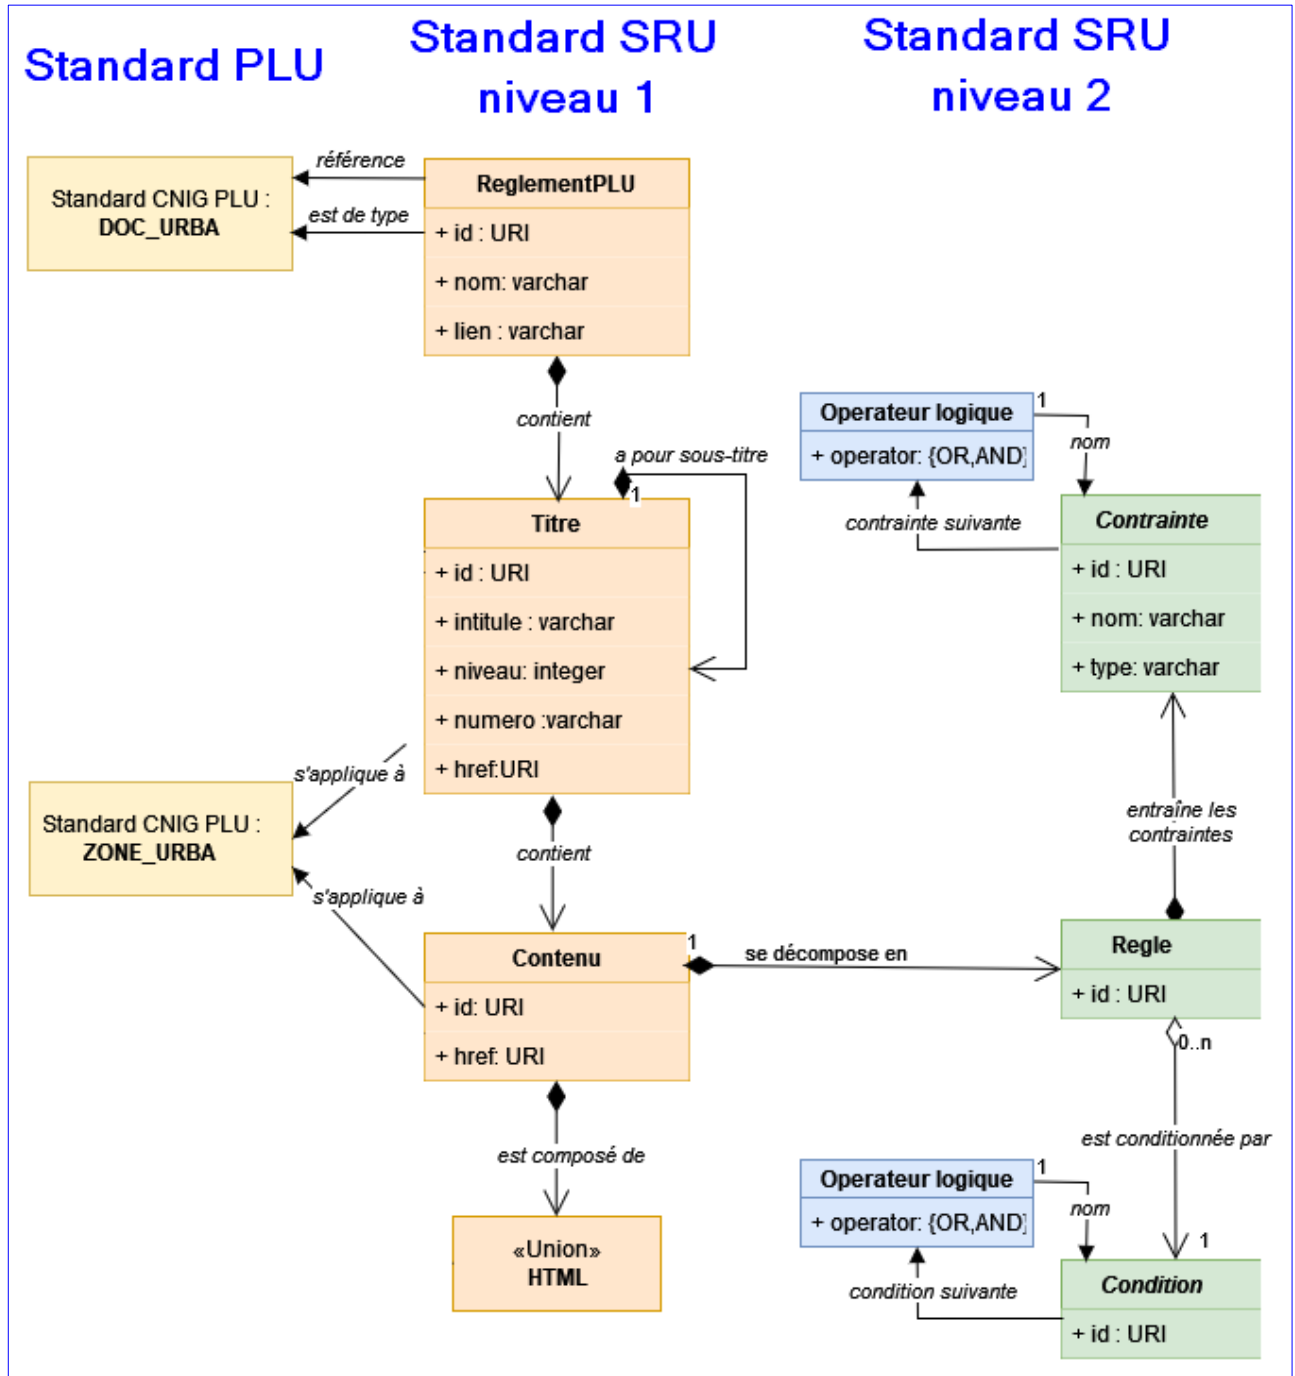 Standard PLU
Standard SRU
niveau 1
Standard SRU
niveau 2
Standard CNIG PLU :
DOC_URBA
référence
est de type
ReglementPLU
+ id : URI
+ nom: varchar
+ lien : varchar
contient
a pour sous-titre
1
Titre
+ id : URI
+ intitule : varchar
+ niveau: integer
+ numero :varchar
+ href:URI
s'applique à
Standard CNIG PLU :
ZONE_URBA
s'applique à
contient
Contenu
+ id: URI
+ href: URI
1
se décompose en
est composé de
«Union»
HTML
Operateur logique
+ operator: {OR,AND}
1
nom
contrainte suivante
Contrainte
+ id : URI
+ nom: varchar
+ type: varchar
entraîne les
contraintes
Regle
+ id : URI
0..n
est conditionnée par
1
Operateur logique
+ operator: {OR,AND}
1
nom
condition suivante
Condition
+ id : URI